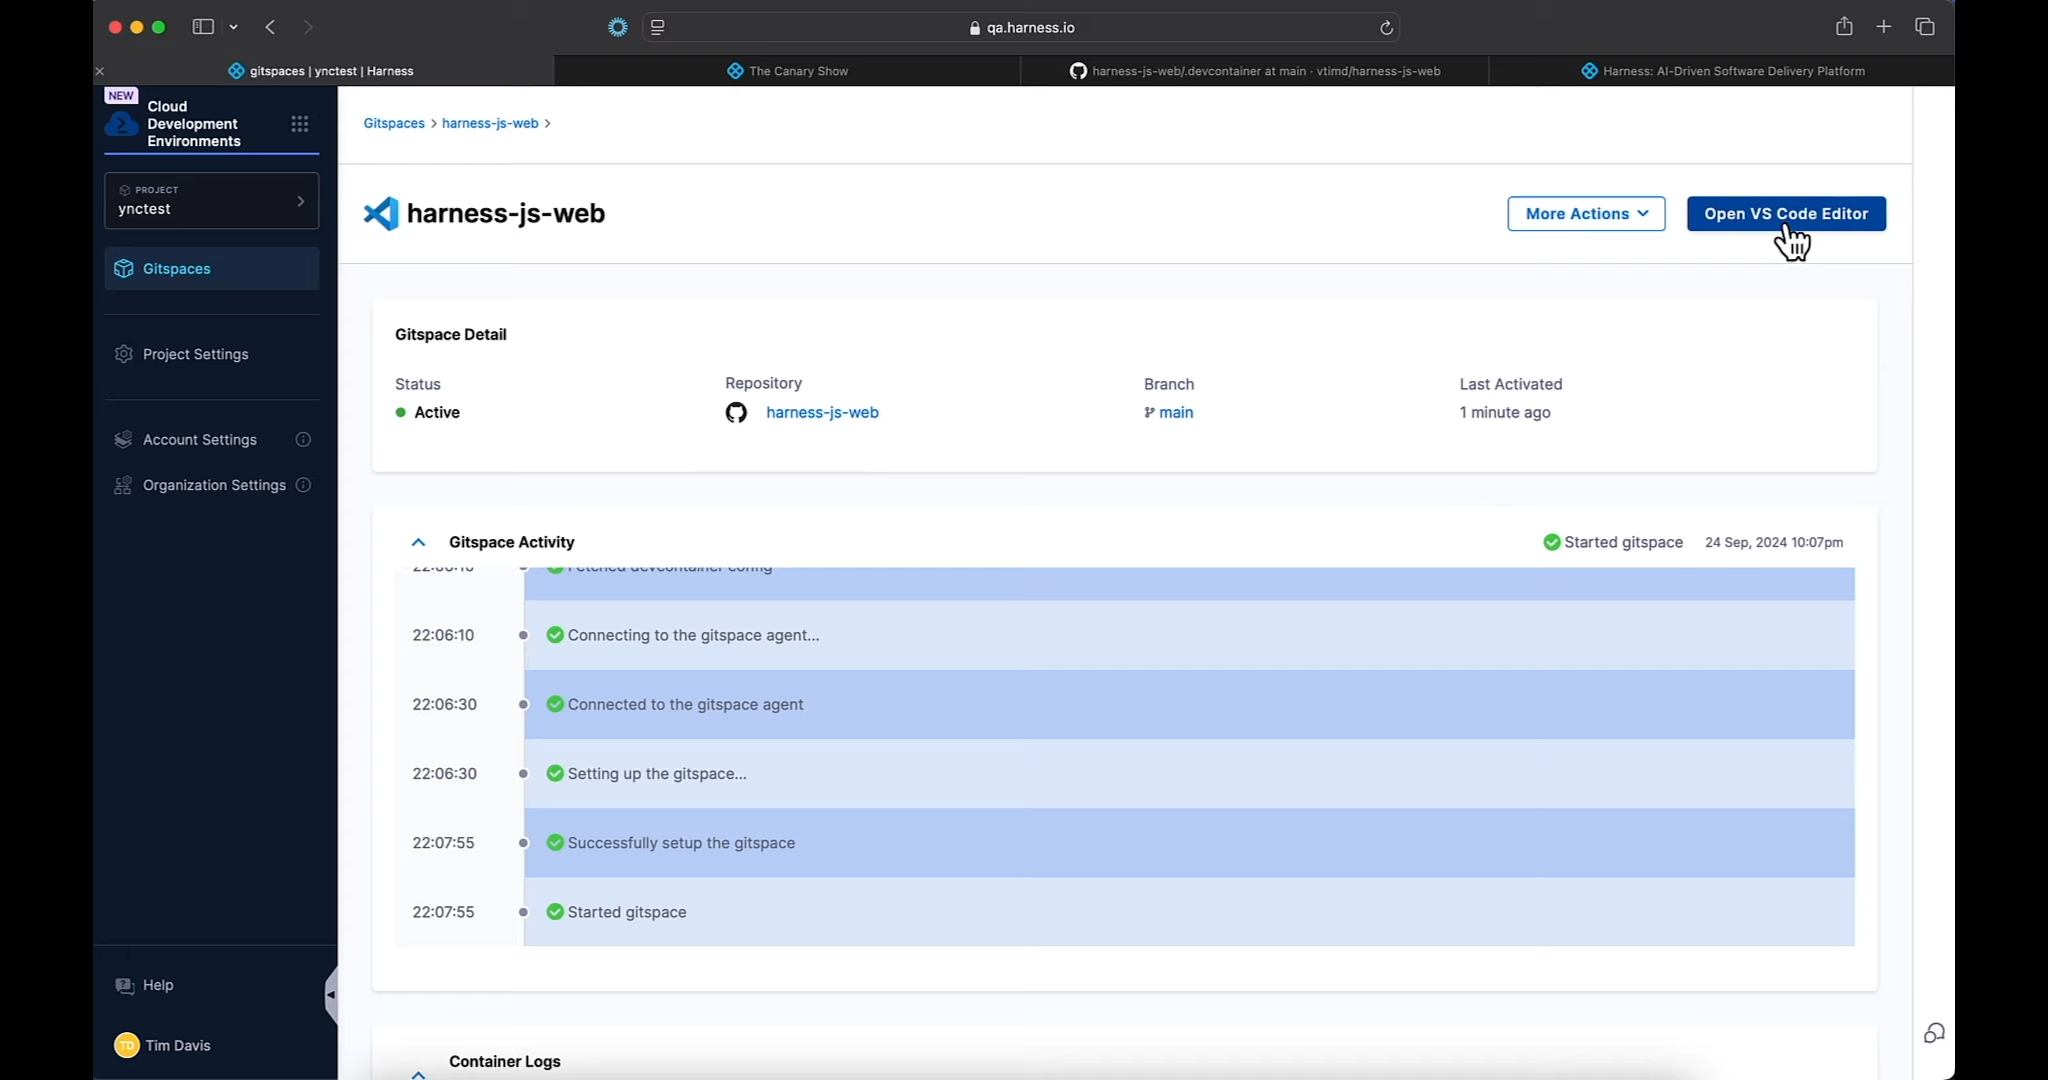 qa.harness.io
gitspaces | ynctest | Harness
The Canary Show
harness-js-web/.devcontainer at main · vtimd/harness-js-web
Harness: AI-Driven Software Delivery Platform
NEW
Cloud
Development
Environments
PROJECT
ynctest
Gitspaces
Project Settings
Account Settings
Organization Settings
Help
TD Tim Davis
Gitspaces > harness-js-web >
harness-js-web
More Actions
Open VS Code Editor
Gitspace Detail
Status
Active
Repository
harness-js-web
Branch
main
Last Activated
1 minute ago
Gitspace Activity
Started gitspace 24 Sep, 2024 10:07pm
22:06:10 Fetched devcontainer config
22:06:10 Connecting to the gitspace agent...
22:06:30 Connected to the gitspace agent
22:06:30 Setting up the gitspace...
22:07:55 Successfully setup the gitspace
22:07:55 Started gitspace
Container Logs